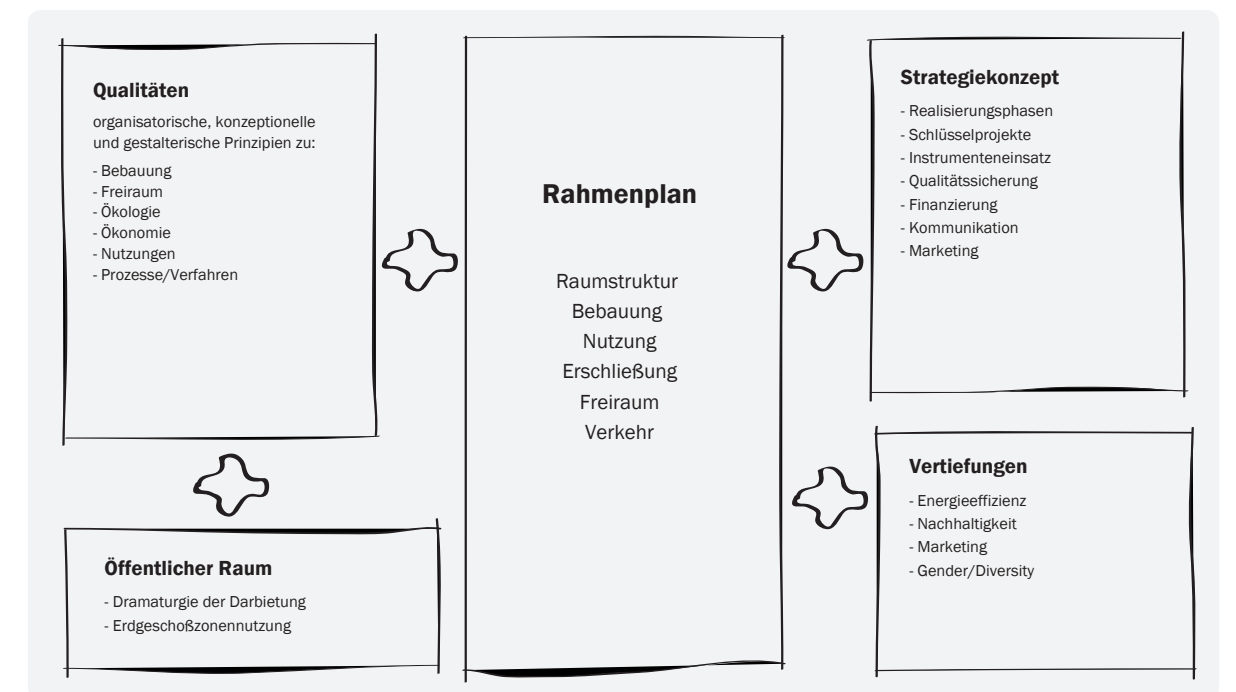 Qualitäten
organisatorische, konzeptionelle
und gestalterische Prinzipien zu:
- Bebauung
- Freiraum
- Ökologie
- Ökonomie
- Nutzungen
- Prozesse/Verfahren
Öffentlicher Raum
- Dramaturgie der Darbietung
- Erdgeschoßzonennutzung
Rahmenplan
Raumstruktur
Bebauung
Nutzung
Erschließung
Freiraum
Verkehr
Strategiekonzept
- Realisierungsphasen
- Schlüsselprojekte
- Instrumenteneinsatz
- Qualitätssicherung
- Finanzierung
- Kommunikation
- Marketing
Vertiefungen
- Energieeffizienz
- Nachhaltigkeit
- Marketing
- Gender/Diversity